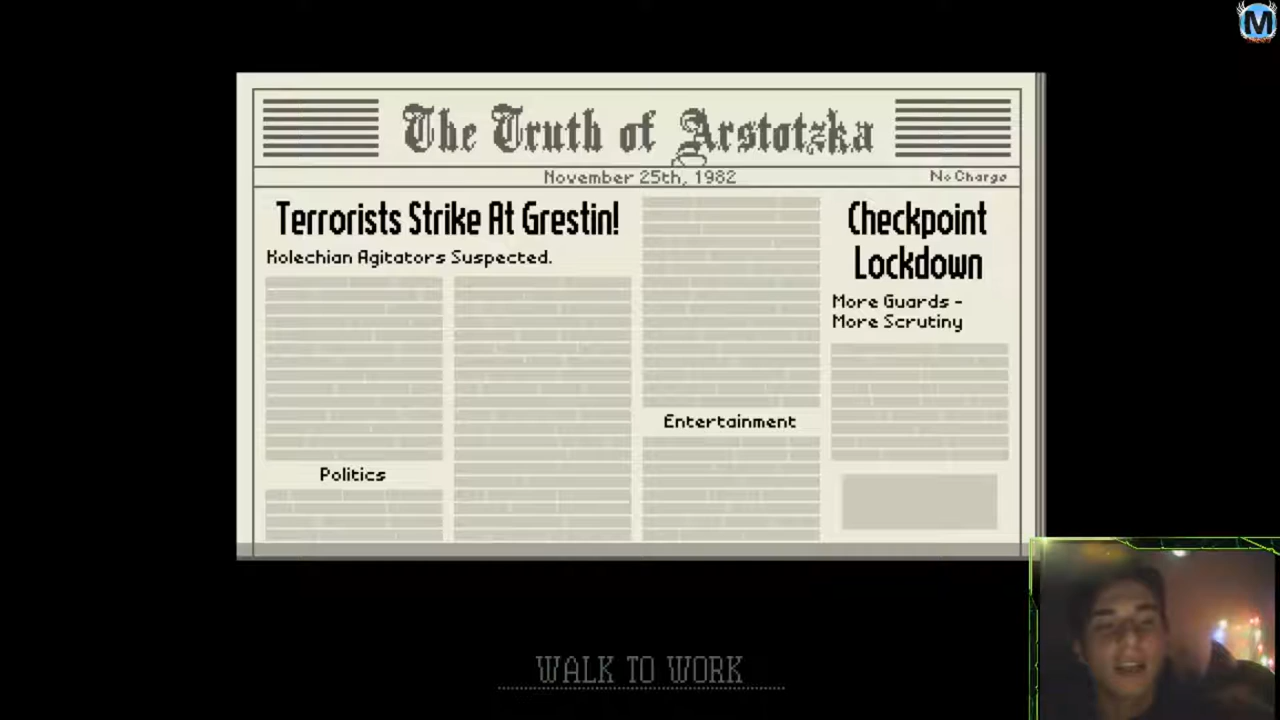 M
The Truth of Arstotzka
November 25th, 1982
No Charge
Terrorists Strike At Grestin!
Kolechian Agitators Suspected.
Politics
Entertainment
Checkpoint
Lockdown
More Guards -
More Scrutiny
WALK TO WORK